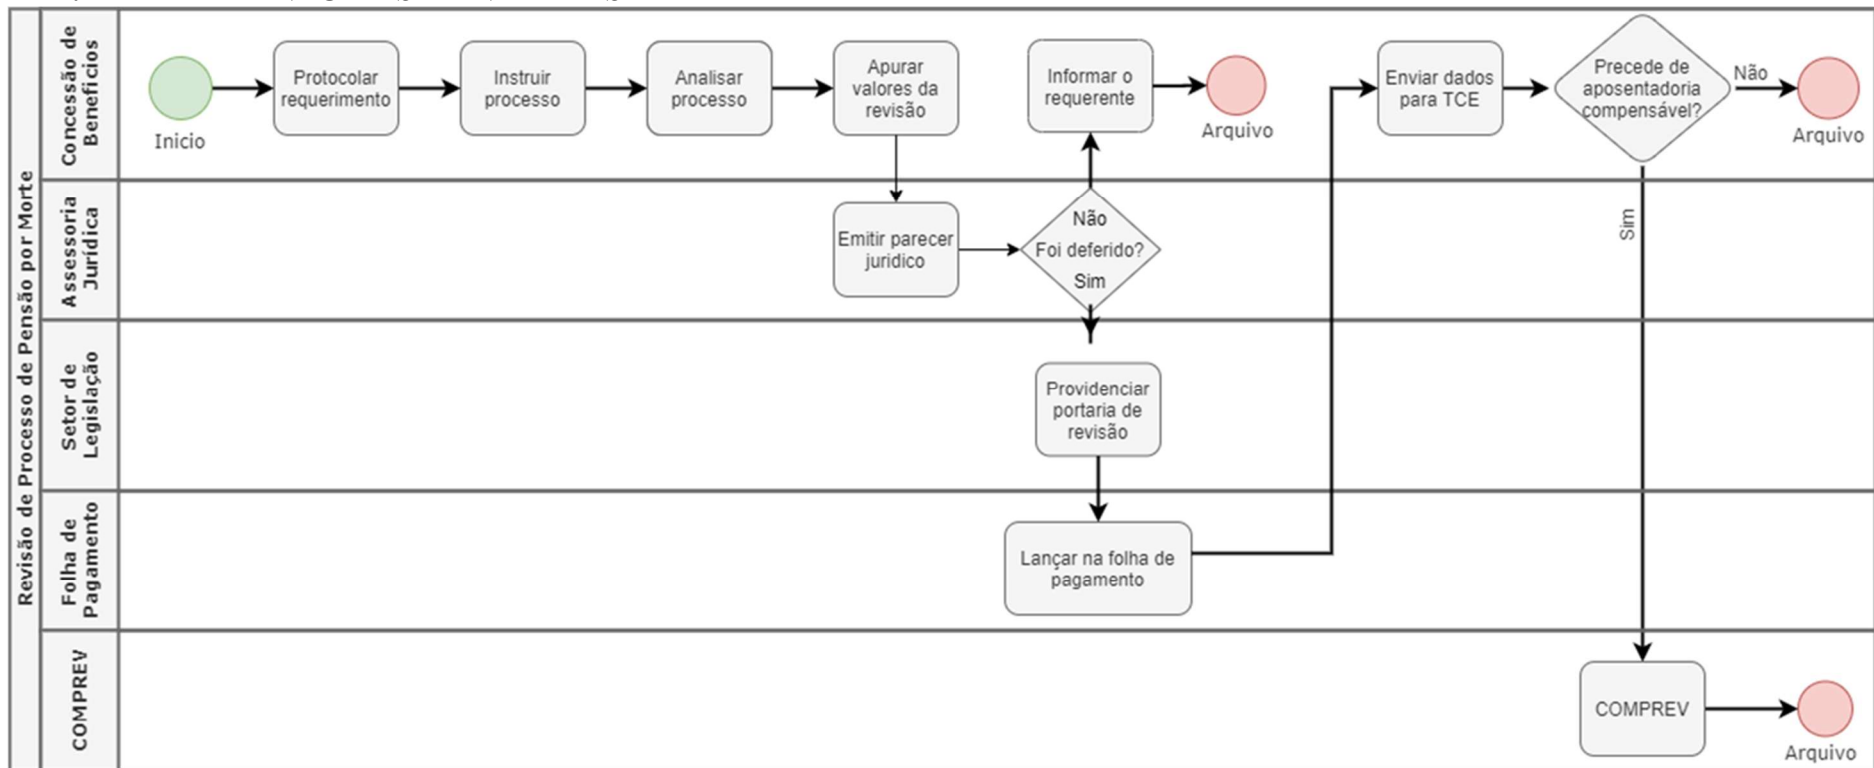 Revisão de Processo de Pensão por Morte
Concessão de
Benefícios
Inicio
Protocolar
requerimento
Instruir
processo
Analisar
processo
Apurar
valores da
revisão
Informar o
requerente
Arquivo
Enviar dados
para TCE
Precede de
aposentadoria
compensável?
Não
Arquivo
Sim
Assessoria
Jurídica
Emitir parecer
juridico
Não
Foi deferido?
Sim
Setor de
Legislação
Providenciar
portaria de
revisão
Folha de
Pagamento
Lançar na folha de
pagamento
COMPREV
COMPREV
Arquivo